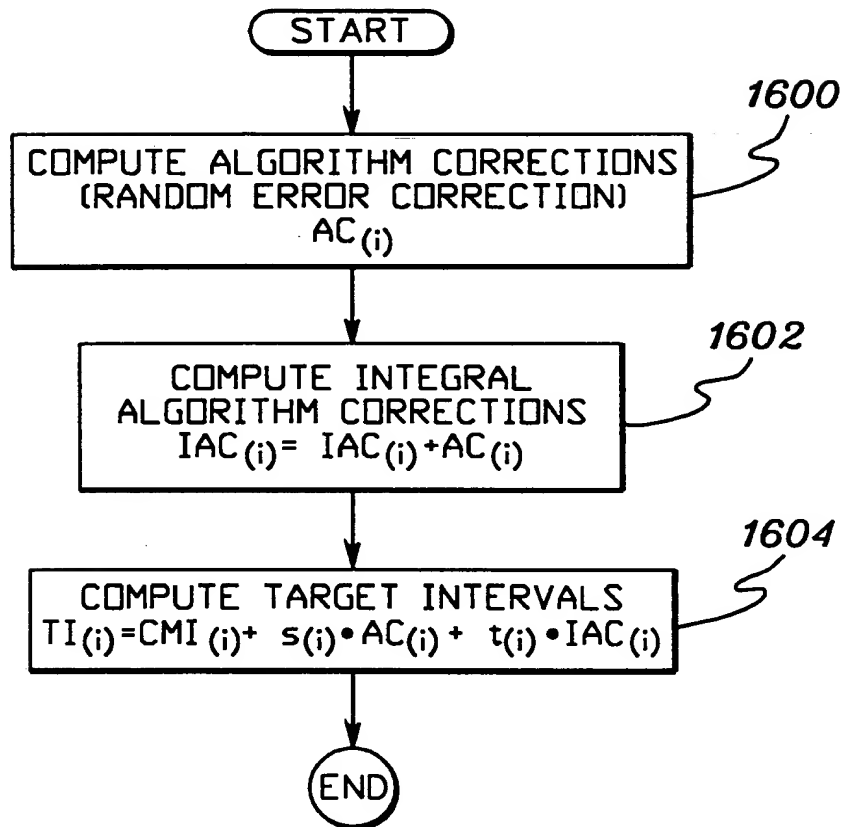 START
1600
COMPUTE ALGORITHM CORRECTIONS
(RANDOM ERROR CORRECTION)
AC(i)
1602
COMPUTE INTEGRAL
ALGORITHM CORRECTIONS
IAC(i)= IAC(i)+AC(i)
1604
COMPUTE TARGET INTERVALS
TI(i)=CMI(i)+ s(i)•AC(i)+ t(i)•IAC(i)
END